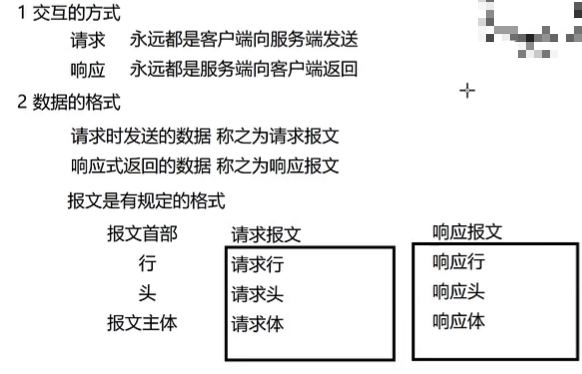 1 交互的方式
请求 永远都是客户端向服务端发送
响应 永远都是服务端向客户端返回
2 数据的格式
请求时发送的数据 称之为请求报文
响应式返回的数据 称之为响应报文
报文是有规定的格式
报文首部 请求报文 响应报文
行 请求行 响应行
头 请求头 响应头
报文主体 请求体 响应体